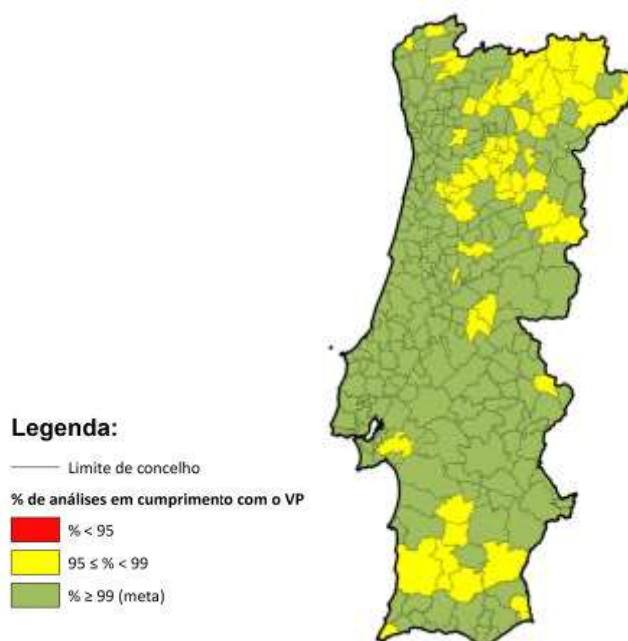 Legenda:
Limite de concelho
% de análises em cumprimento com o VP
% < 95
95 ≤ % < 99
% ≥ 99 (meta)